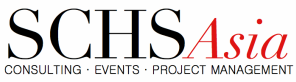 SCHSAsia
CONSULTING · EVENTS · PROJECT MANAGEMENT